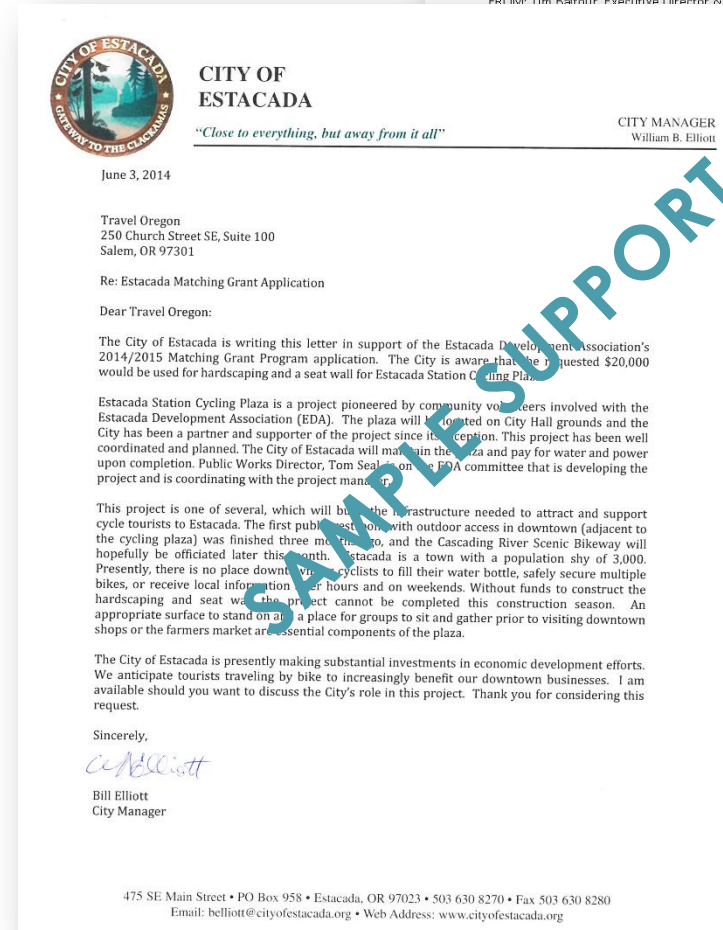 FROM: Tim Balfour, Executive Director &
CITY OF ESTACADA
GATEWAY TO THE CLACKAMAS
CITY OF
ESTACADA
"Close to everything, but away from it all"
CITY MANAGER
William B. Elliott
June 3, 2014
Travel Oregon
250 Church Street SE, Suite 100
Salem, OR 97301
Re: Estacada Matching Grant Application
Dear Travel Oregon:
The City of Estacada is writing this letter in support of the Estacada Development Association's
2014/2015 Matching Grant Program application. The City is aware that the requested $20,000
would be used for hardscaping and a seat wall for Estacada Station Cycling Plaza.
Estacada Station Cycling Plaza is a project pioneered by community volunteers involved with the
Estacada Development Association (EDA). The plaza will be located on City Hall grounds and the
City has been a partner and supporter of the project since its inception. This project has been well
coordinated and planned. The City of Estacada will maintain the plaza and pay for water and power
upon completion. Public Works Director, Tom Seal is on the EDA committee that is developing the
project and is coordinating with the project manager.
This project is one of several, which will build the infrastructure needed to attract and support
cycle tourists to Estacada. The first public restroom with outdoor access in downtown (adjacent to
the cycling plaza) was finished three months ago, and the Cascading River Scenic Bikeway will
hopefully be officiated later this month. Estacada is a town with a population shy of 3,000.
Presently, there is no place downtown for cyclists to fill their water bottle, safely secure multiple
bikes, or receive local information after hours and on weekends. Without funds to construct the
hardscaping and seat wall the project cannot be completed this construction season. An
appropriate surface to stand on and a place for groups to sit and gather prior to visiting downtown
shops or the farmers market are essential components of the plaza.
The City of Estacada is presently making substantial investments in economic development efforts.
We anticipate tourists traveling by bike to increasingly benefit our downtown businesses. I am
available should you want to discuss the City's role in this project. Thank you for considering this
request.
Sincerely,
Bill Elliott
City Manager
475 SE Main Street • PO Box 958 • Estacada, OR 97023 • 503 630 8270 • Fax 503 630 8280
Email: belliott@cityofestacada.org • Web Address: www.cityofestacada.org
SAMPLE SUPPORT